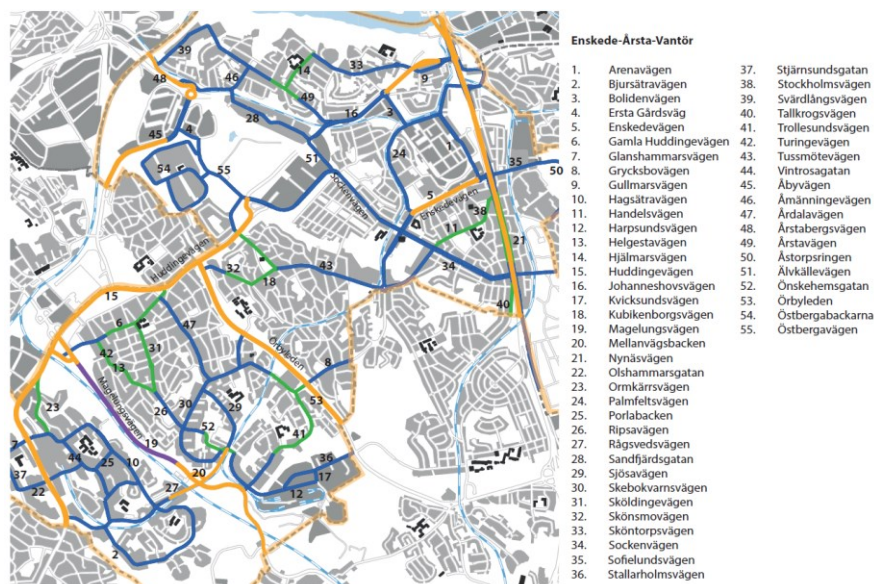 39
14
33
48
46
9
49
16
3
28
4
45
1
51
24
35
54
50
55
Sockenvägen
5
Enskedevägen
38
11
21
Huddingevägen
34
32
43
18
15
40
6
47
42
31
Örbyleden
13
8
Magelungsvägen
30
29
53
23
26
52
41
19
7
44
25
10
36
37
20
17
22
27
12
2
Enskede-Årsta-Vantör
1. Arenavägen
2. Bjursätravägen
3. Bolidenvägen
4. Ersta Gårdsväg
5. Enskedevägen
6. Gamla Huddingevägen
7. Glanshammarsvägen
8. Grycksbovägen
9. Gullmarsvägen
10. Hagsätravägen
11. Handelsvägen
12. Harpsundsvägen
13. Helgestavägen
14. Hjälmarsvägen
15. Huddingevägen
16. Johanneshovsvägen
17. Kvicksundsvägen
18. Kubikenborgsvägen
19. Magelungsvägen
20. Mellanvägsbacken
21. Nynäsvägen
22. Olshammarsgatan
23. Ormkärrsvägen
24. Palmfeltsvägen
25. Porlabacken
26. Ripsavägen
27. Rågsvedsvägen
28. Sandfjärdsgatan
29. Sjösavägen
30. Skebokvarnsvägen
31. Sköldingevägen
32. Skönsmovägen
33. Sköntorpsvägen
34. Sockenvägen
35. Sofielundsvägen
36. Stallarholmsvägen
37. Stjärnsundsgatan
38. Stockholmsvägen
39. Svärdlångsvägen
40. Tallkrogsvägen
41. Trollesundsvägen
42. Turingevägen
43. Tussmötevägen
44. Vintrosagatan
45. Åbyvägen
46. Åmänningevägen
47. Årdalavägen
48. Årstabergsvägen
49. Årstavägen
50. Åstorpsringen
51. Älvkällevägen
52. Önskehemsgatan
53. Örbyleden
54. Östbergabackarna
55. Östbergavägen